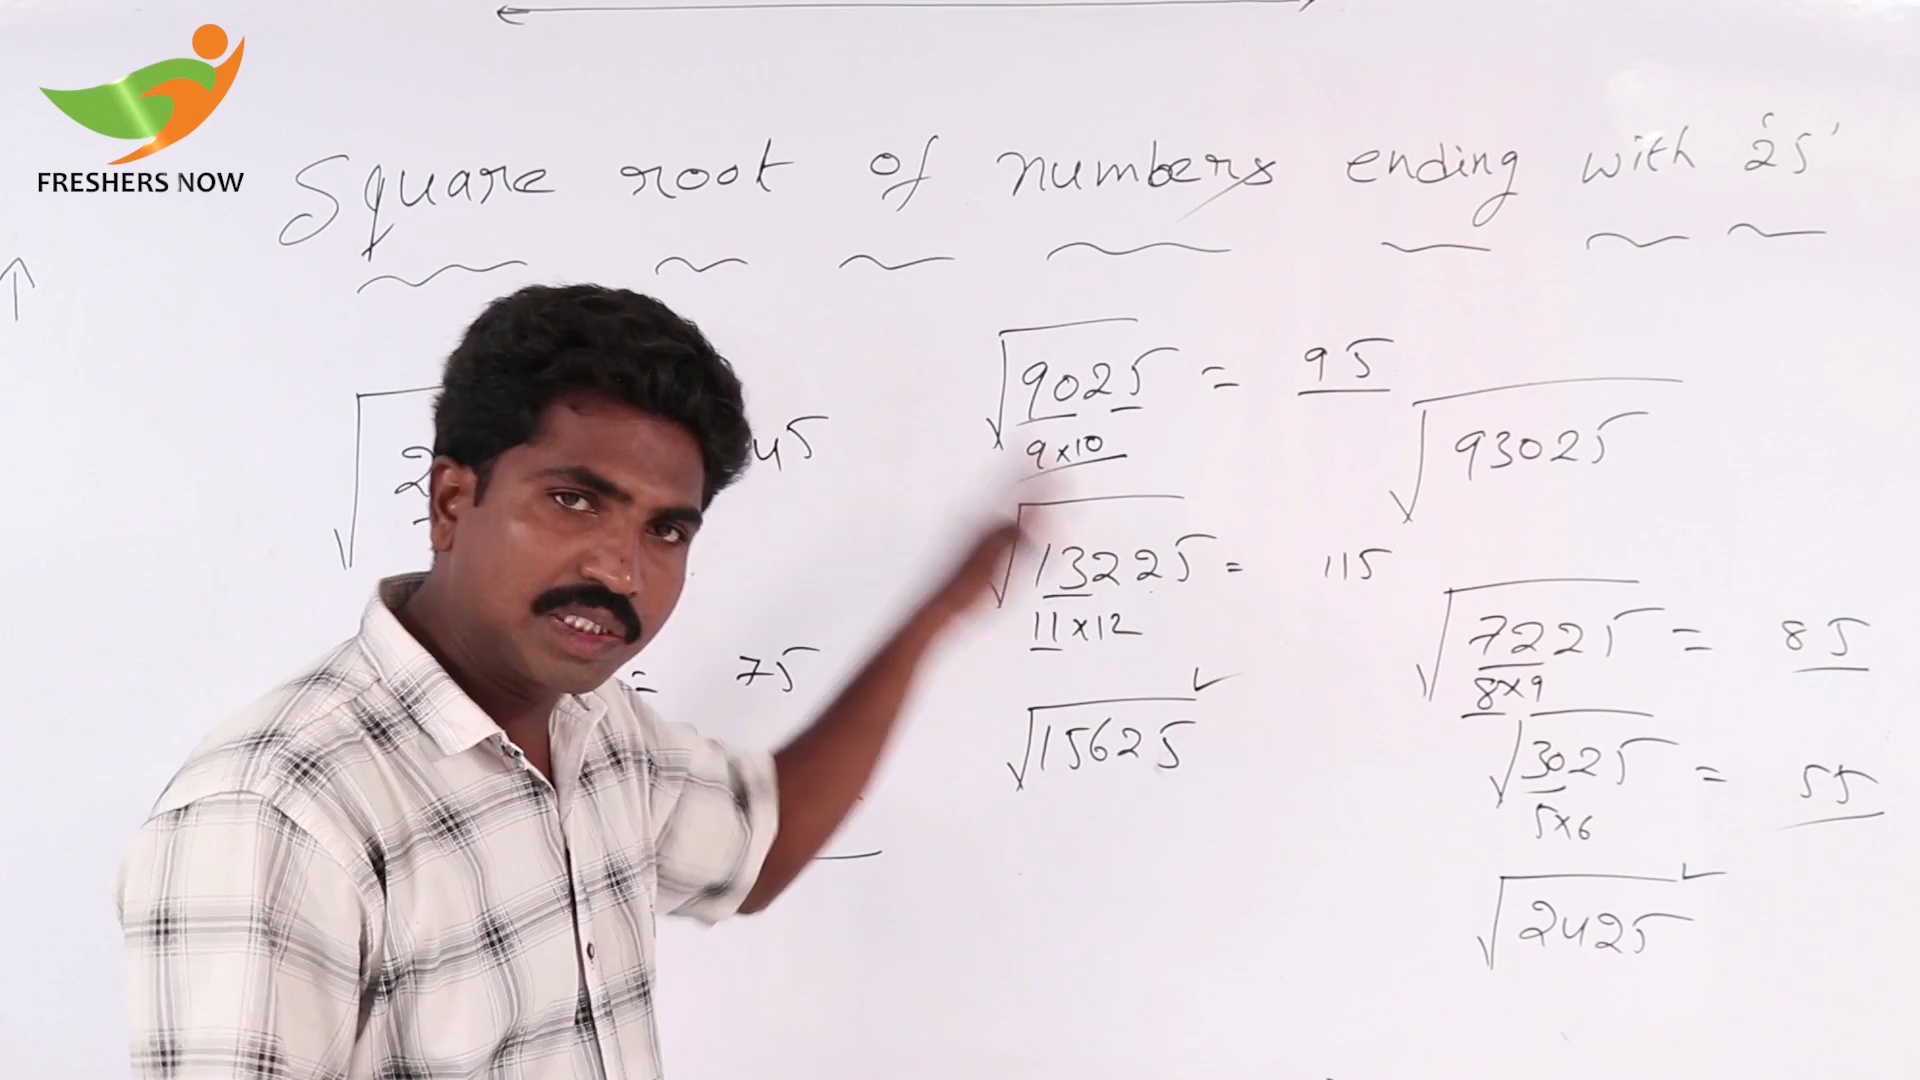 FRESHERS NOW
Square root of numbers ending with '25'
√9025 = 95
9x10
√2
45
√93025
√13225 = 115
11x12
= 75
√7225 = 85
8x9
√15625
√3025 = 55
5x6
√2425